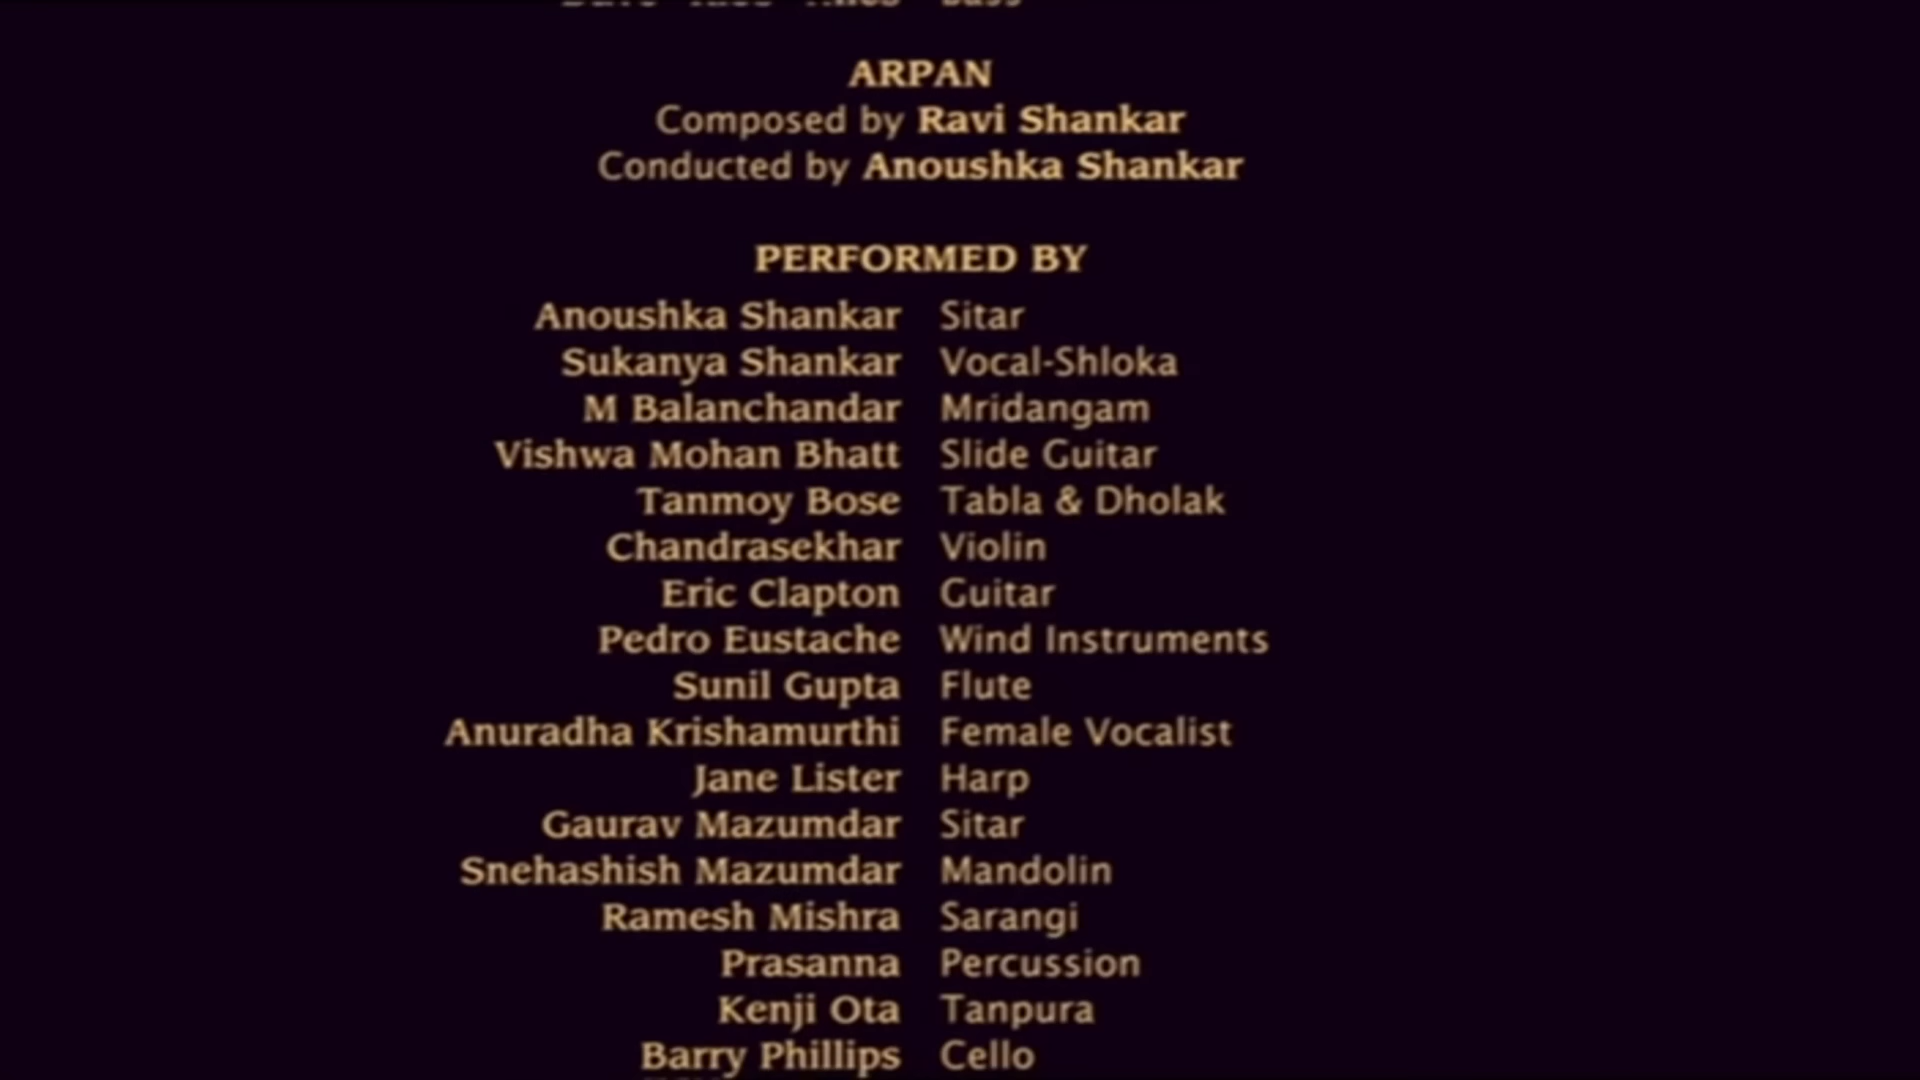 Bass
ARPAN
Composed by Ravi Shankar
Conducted by Anoushka Shankar
PERFORMED BY
Anoushka Shankar Sitar
Sukanya Shankar Vocal-Shloka
M Balanchandar Mridangam
Vishwa Mohan Bhatt Slide Guitar
Tanmoy Bose Tabla & Dholak
Chandrasekhar Violin
Eric Clapton Guitar
Pedro Eustache Wind Instruments
Sunil Gupta Flute
Anuradha Krishamurthi Female Vocalist
Jane Lister Harp
Gaurav Mazumdar Sitar
Snehashish Mazumdar Mandolin
Ramesh Mishra Sarangi
Prasanna Percussion
Kenji Ota Tanpura
Barry Phillips Cello